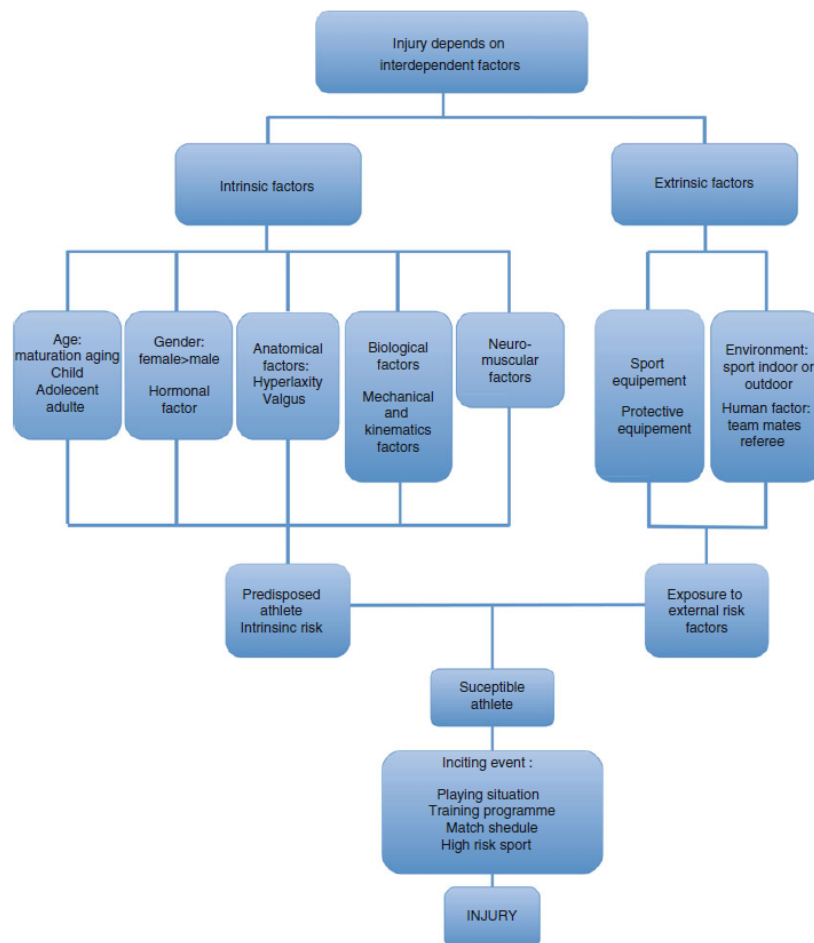 Injury depends on
interdependent factors
Intrinsic factors
Extrinsic factors
Age:
maturation aging
Child
Adolecent
adulte
Gender:
female>male
Hormonal
factor
Anatomical
factors:
Hyperlaxity
Valgus
Biological
factors
Mechanical
and
kinematics
factors
Neuro-
muscular
factors
Sport
equipement
Protective
equipement
Environment:
sport indoor or
outdoor
Human factor:
team mates
referee
Predisposed
athlete
Intrinsinc risk
Exposure to
external risk
factors
Suceptible
athlete
Inciting event :
Playing situation
Training programme
Match shedule
High risk sport
INJURY